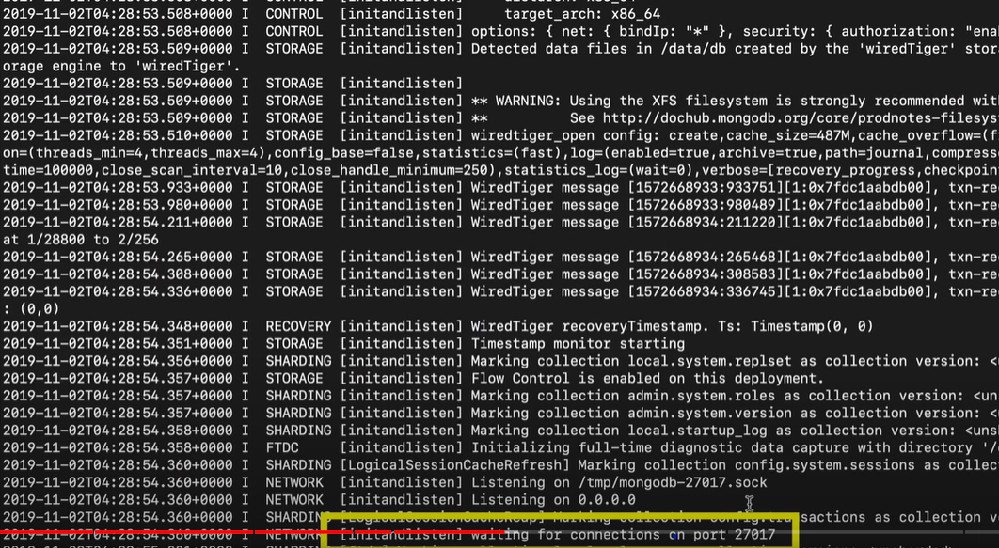 2019-11-02T04:28:53.508+0000 I  CONTROL  [initandlisten]     target_arch: x86_64
2019-11-02T04:28:53.508+0000 I  CONTROL  [initandlisten] options: { net: { bindIp: "*" }, security: { authorization: "ena
2019-11-02T04:28:53.509+0000 I  STORAGE  [initandlisten] Detected data files in /data/db created by the 'wiredTiger' stor
orage engine to 'wiredTiger'.
2019-11-02T04:28:53.509+0000 I  STORAGE  [initandlisten]
2019-11-02T04:28:53.509+0000 I  STORAGE  [initandlisten] ** WARNING: Using the XFS filesystem is strongly recommended wit
2019-11-02T04:28:53.509+0000 I  STORAGE  [initandlisten] **          See http://dochub.mongodb.org/core/prodnotes-filesys
2019-11-02T04:28:53.510+0000 I  STORAGE  [initandlisten] wiredtiger_open config: create,cache_size=487M,cache_overflow=(f
on=(threads_min=4,threads_max=4),config_base=false,statistics=(fast),log=(enabled=true,archive=true,path=journal,compress
time=100000,close_scan_interval=10,close_handle_minimum=250),statistics_log=(wait=0),verbose=[recovery_progress,checkpoin
2019-11-02T04:28:53.933+0000 I  STORAGE  [initandlisten] WiredTiger message [1572668933:933751][1:0x7fdc1aabdb00], txn-re
2019-11-02T04:28:53.980+0000 I  STORAGE  [initandlisten] WiredTiger message [1572668933:980489][1:0x7fdc1aabdb00], txn-re
2019-11-02T04:28:54.211+0000 I  STORAGE  [initandlisten] WiredTiger message [1572668934:211220][1:0x7fdc1aabdb00], txn-re
at 1/28800 to 2/256
2019-11-02T04:28:54.265+0000 I  STORAGE  [initandlisten] WiredTiger message [1572668934:265468][1:0x7fdc1aabdb00], txn-re
2019-11-02T04:28:54.308+0000 I  STORAGE  [initandlisten] WiredTiger message [1572668934:308583][1:0x7fdc1aabdb00], txn-re
2019-11-02T04:28:54.336+0000 I  STORAGE  [initandlisten] WiredTiger message [1572668934:336745][1:0x7fdc1aabdb00], txn-re
: (0,0)
2019-11-02T04:28:54.348+0000 I  RECOVERY [initandlisten] WiredTiger recoveryTimestamp. Ts: Timestamp(0, 0)
2019-11-02T04:28:54.351+0000 I  STORAGE  [initandlisten] Timestamp monitor starting
2019-11-02T04:28:54.356+0000 I  SHARDING [initandlisten] Marking collection local.system.replset as collection version: <u
2019-11-02T04:28:54.357+0000 I  STORAGE  [initandlisten] Flow Control is enabled on this deployment.
2019-11-02T04:28:54.357+0000 I  SHARDING [initandlisten] Marking collection admin.system.roles as collection version: <un
2019-11-02T04:28:54.357+0000 I  SHARDING [initandlisten] Marking collection admin.system.version as collection version: <
2019-11-02T04:28:54.358+0000 I  SHARDING [initandlisten] Marking collection local.startup_log as collection version: <uns
2019-11-02T04:28:54.358+0000 I  FTDC     [initandlisten] Initializing full-time diagnostic data capture with directory '/
2019-11-02T04:28:54.360+0000 I  SHARDING [LogicalSessionCacheRefresh] Marking collection config.system.sessions as collec
2019-11-02T04:28:54.360+0000 I  NETWORK  [initandlisten] Listening on /tmp/mongodb-27017.sock
2019-11-02T04:28:54.360+0000 I  NETWORK  [initandlisten] Listening on 0.0.0.0
2019-11-02T04:28:54.360+0000 I  SHARDING sactions as collection v
2019-11-02T04:28:54.360+0000 I  NETWORK  [initandlisten] Waiting for connections on port 27017